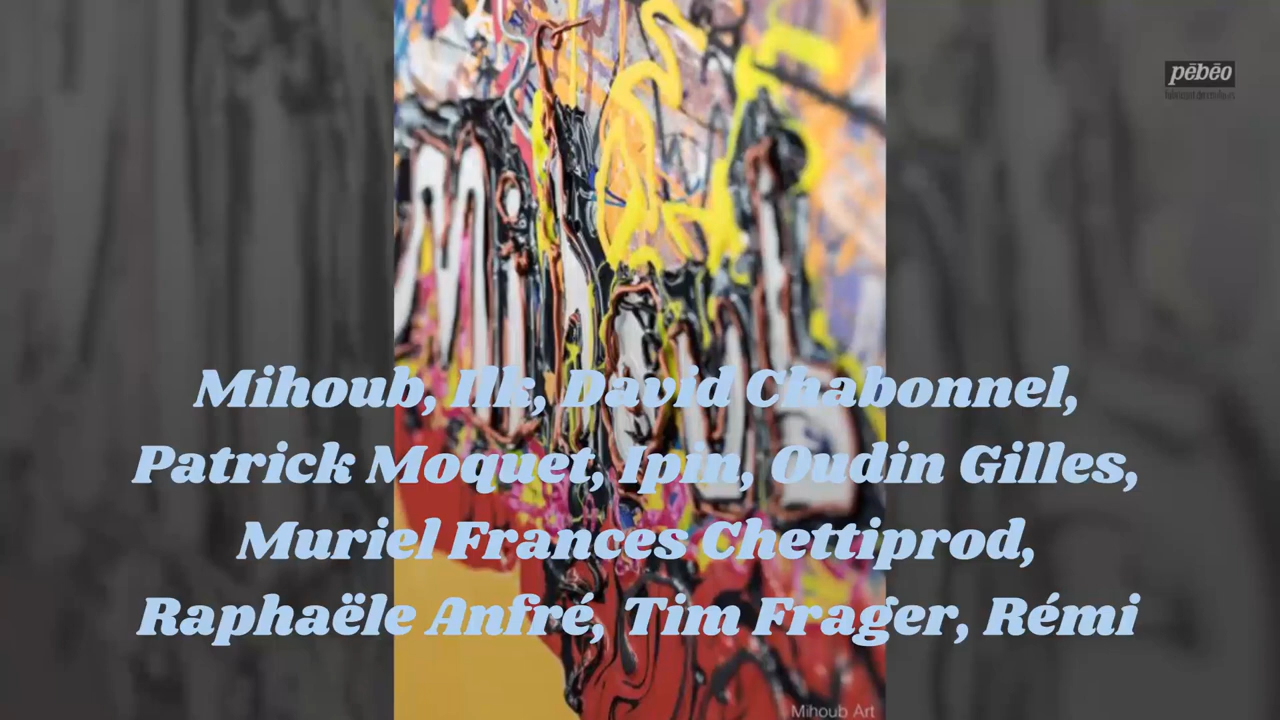 pēbēo
Mihoub, Ilk, David Chabonnel,
Patrick Moquet, Ipin, Oudin Gilles,
Muriel Frances Chettiprod,
Raphaële Anfré, Tim Frager, Rémi
Mihoub Art